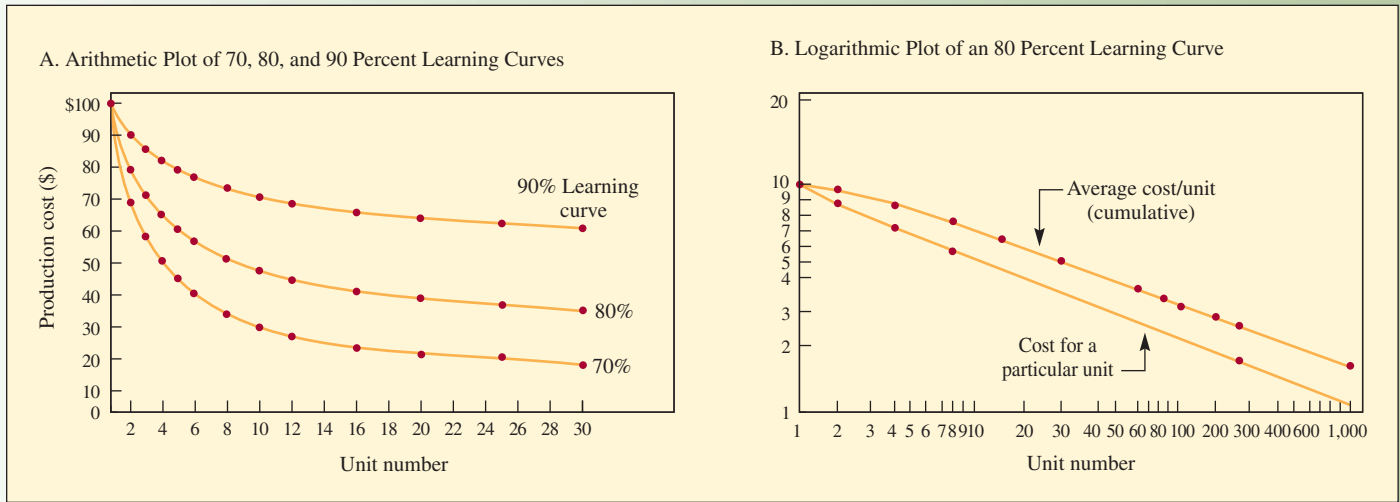 A. Arithmetic Plot of 70, 80, and 90 Percent Learning Curves
$100
90
80
70
60
50
40
30
20
10
0
Production cost ($)
90% Learning
curve
80%
70%
2 4 6 8 10 12 14 16 18 20 22 24 26 28 30
Unit number
B. Logarithmic Plot of an 80 Percent Learning Curve
20
10
9
8
7
6
5
4
3
2
1
Average cost/unit
(cumulative)
Cost for a
particular unit
1 2 3 4 5 6 7 8 9 10 20 30 40 50 60 80 100 200 300 400 600 1,000
Unit number